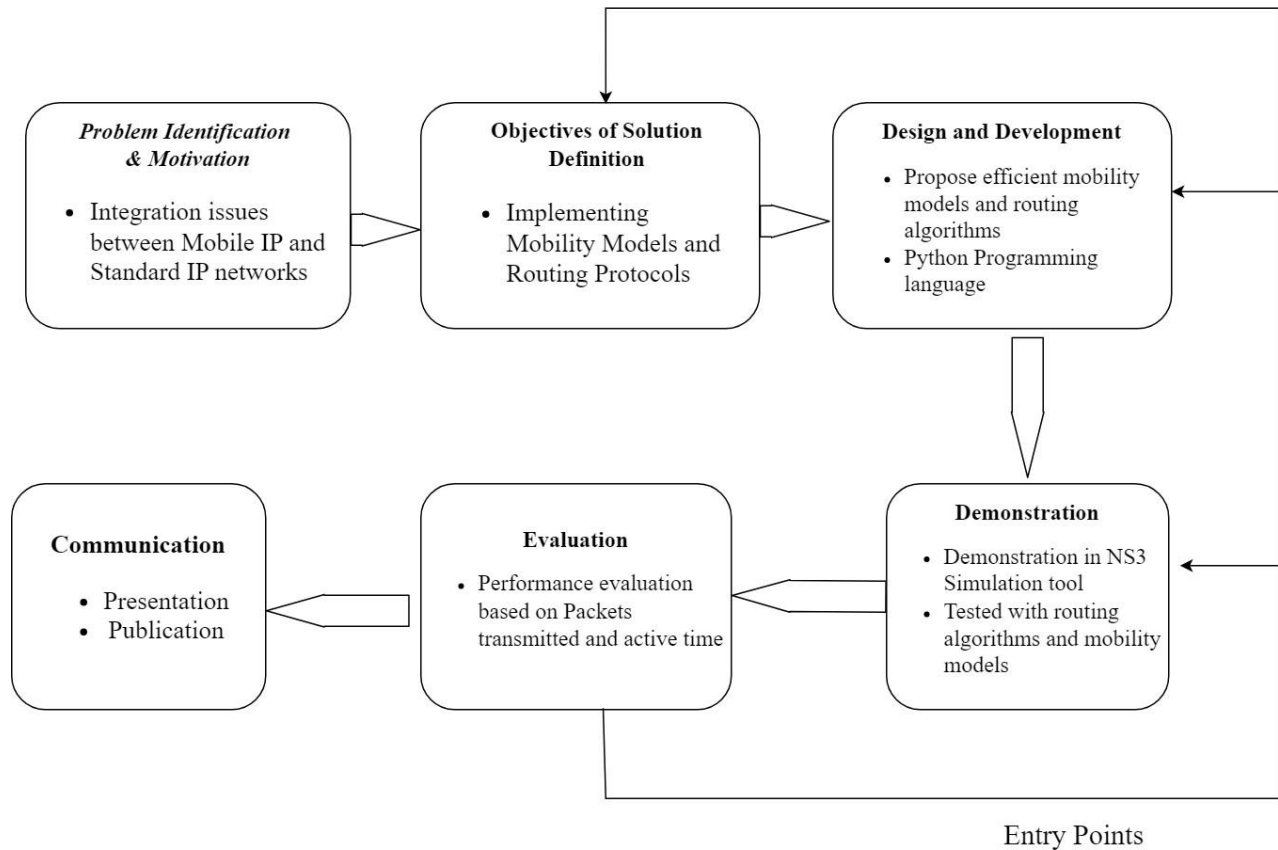 Problem Identification
& Motivation
• Integration issues
between Mobile IP and
Standard IP networks
Objectives of Solution
Definition
• Implementing
Mobility Models and
Routing Protocols
Design and Development
• Propose efficient mobility
models and routing
algorithms
• Python Programming
language
Demonstration
• Demonstration in NS3
Simulation tool
• Tested with routing
algorithms and mobility
models
Evaluation
• Performance evaluation
based on Packets
transmitted and active time
Communication
• Presentation
• Publication
Entry Points